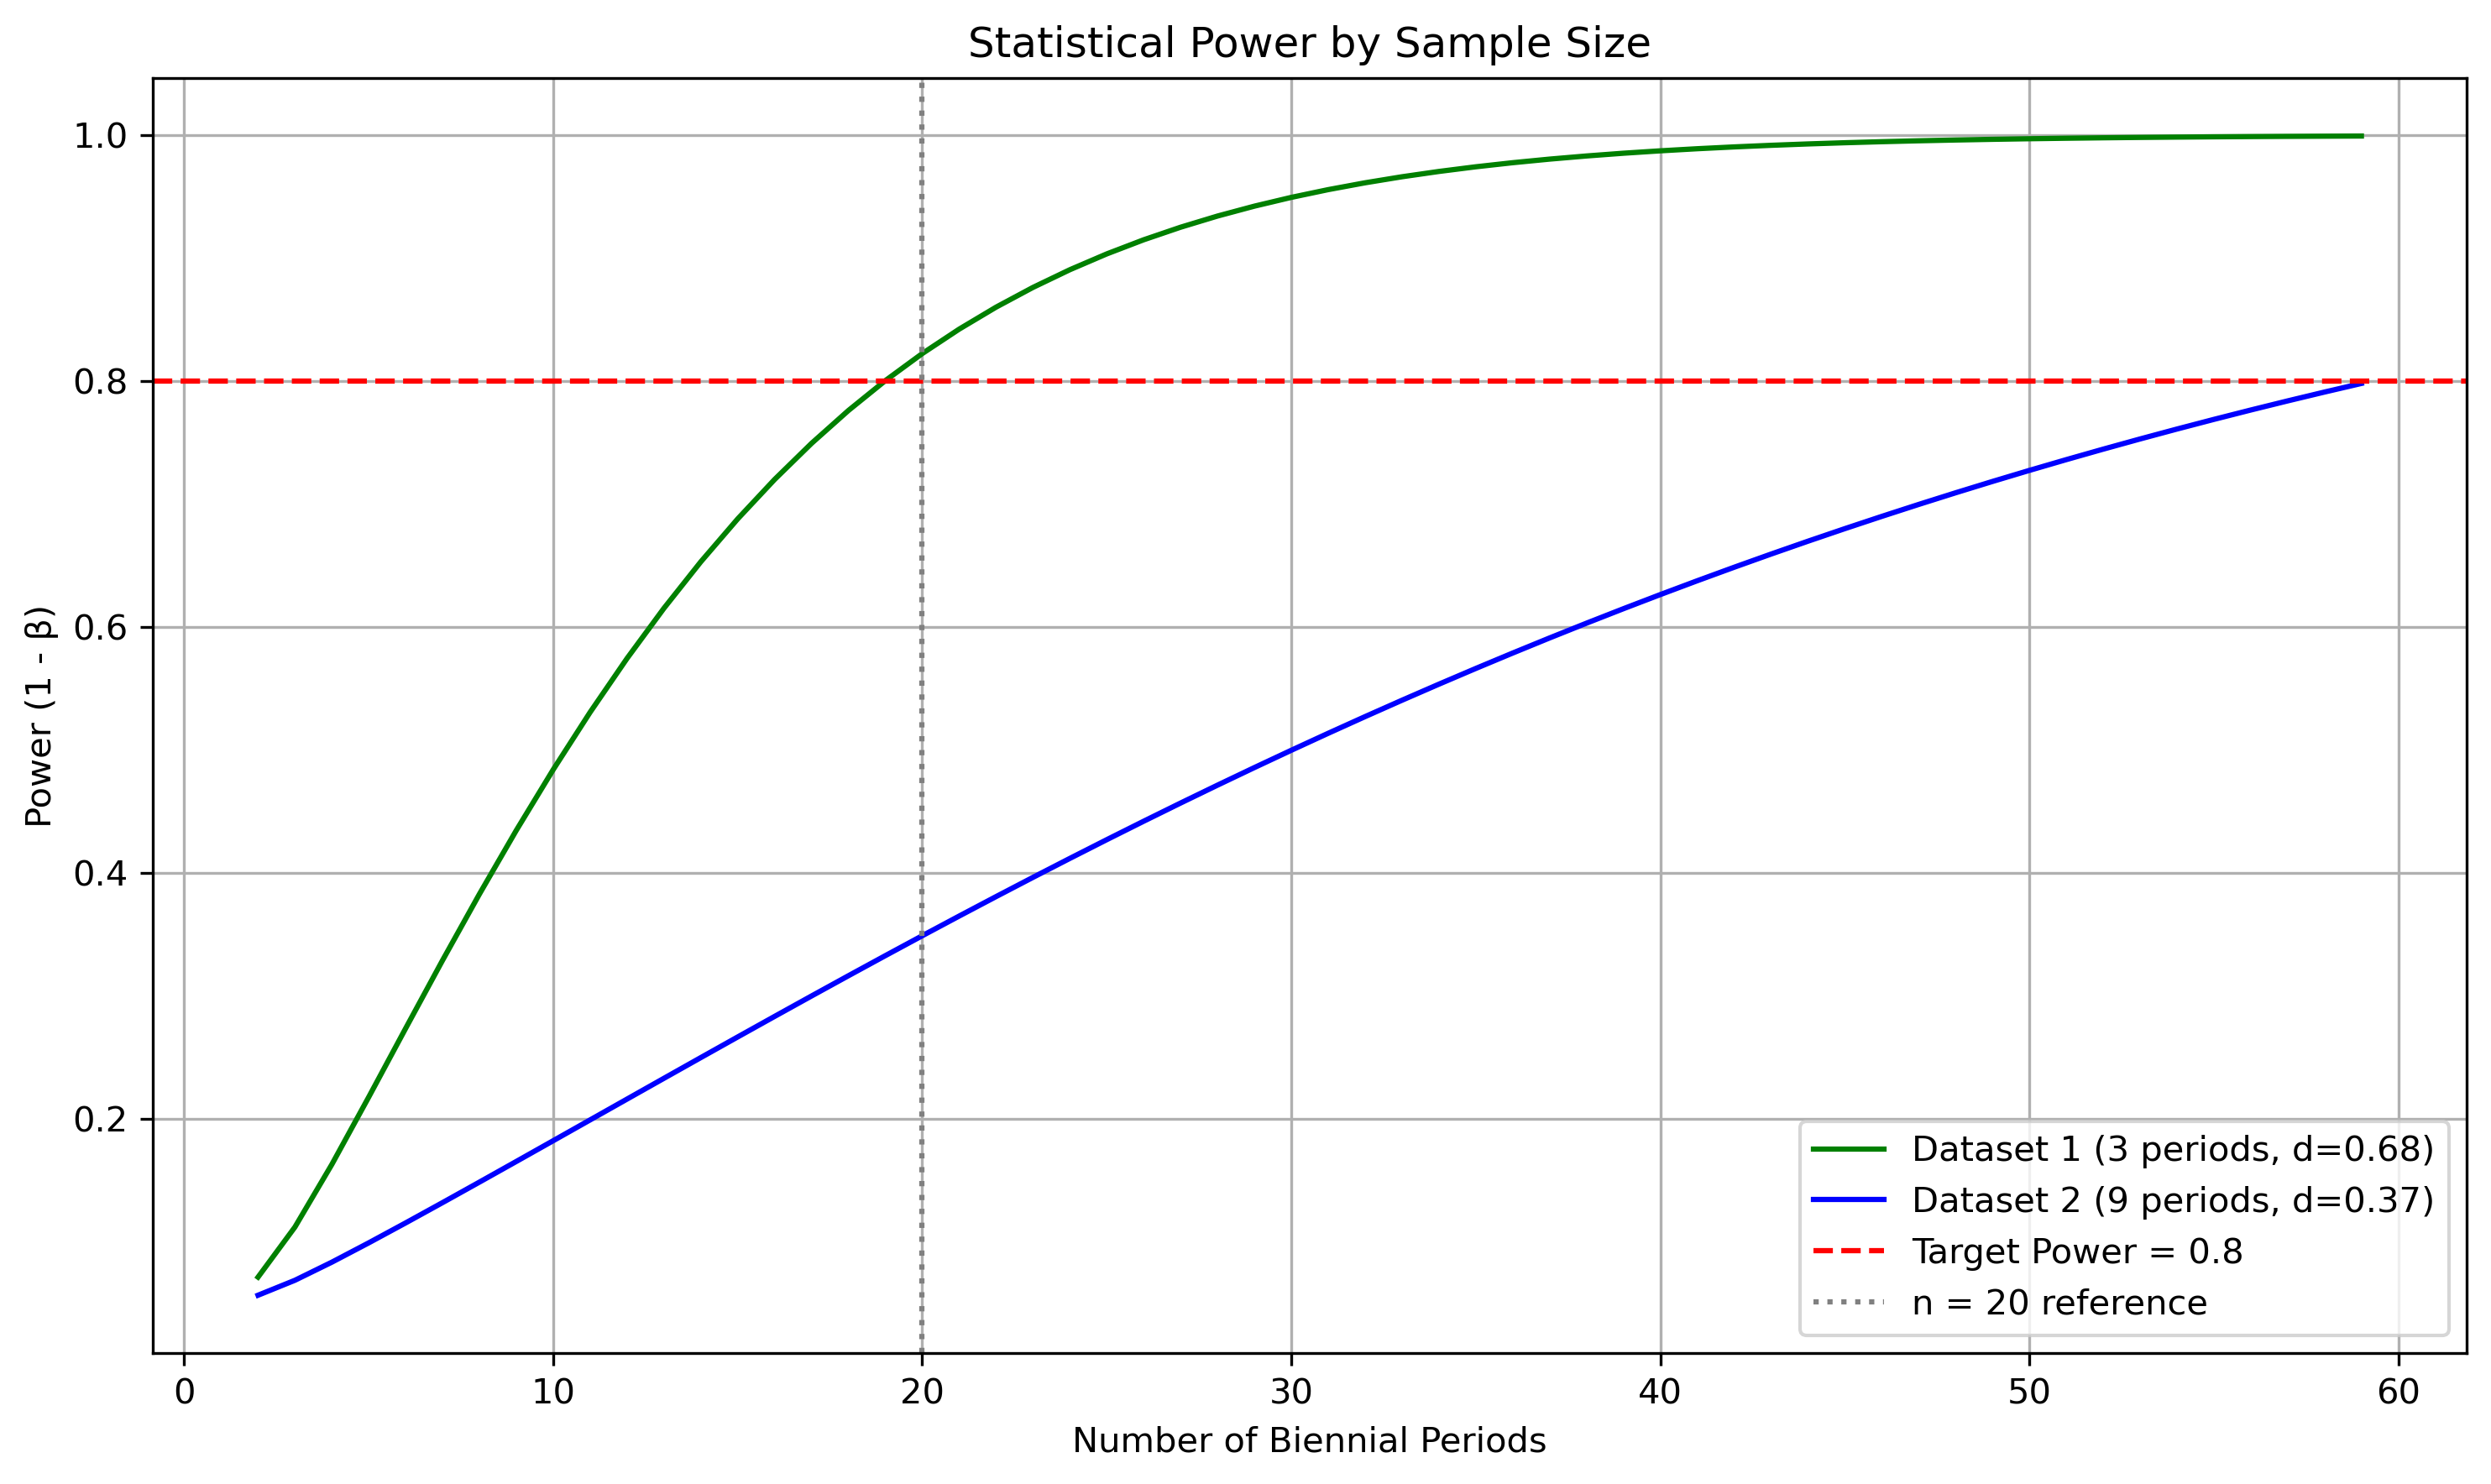 Statistical Power by Sample Size
Power (1 - β)
1.0
0.8
0.6
0.4
0.2
0 10 20 30 40 50 60
Number of Biennial Periods
Dataset 1 (3 periods, d=0.68)
Dataset 2 (9 periods, d=0.37)
Target Power = 0.8
n = 20 reference